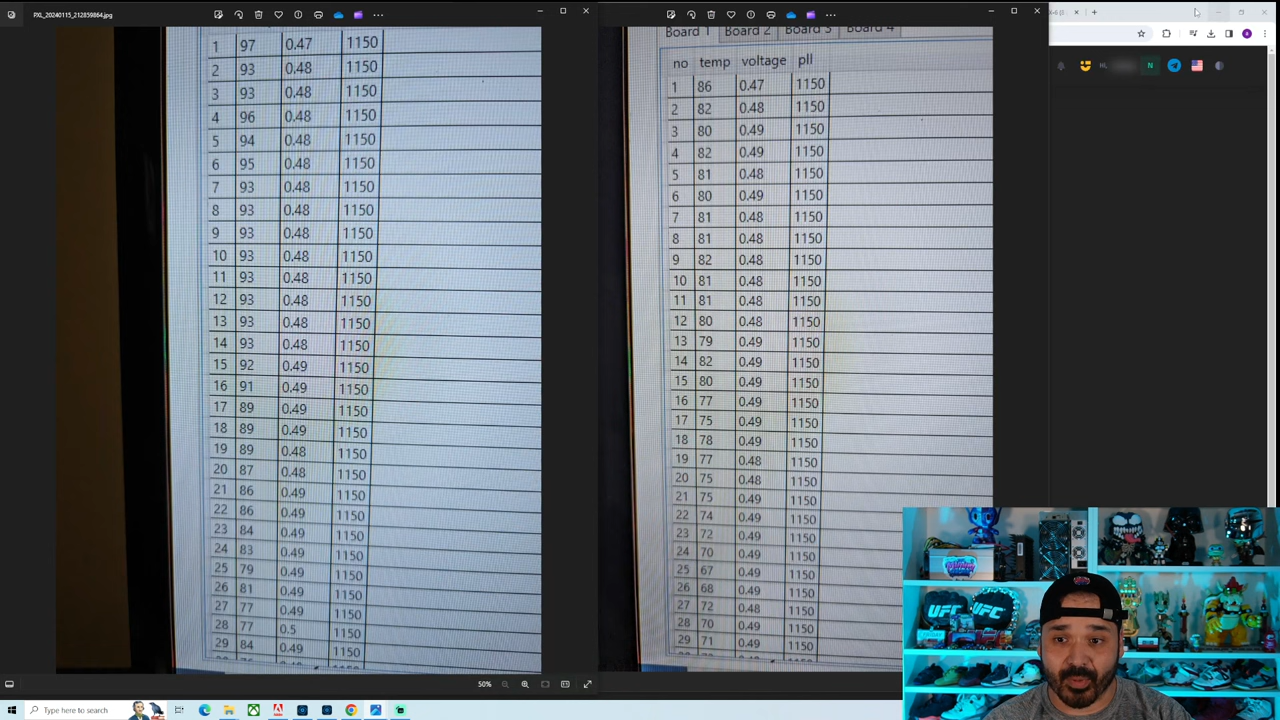 PXL_20240115_212859864.jpg
1 97 0.47 1150
2 93 0.48 1150
3 93 0.48 1150
4 96 0.48 1150
5 94 0.48 1150
6 95 0.48 1150
7 93 0.48 1150
8 93 0.48 1150
9 93 0.48 1150
10 93 0.48 1150
11 93 0.48 1150
12 93 0.48 1150
13 93 0.48 1150
14 93 0.48 1150
15 92 0.49 1150
16 91 0.49 1150
17 89 0.49 1150
18 89 0.49 1150
19 89 0.48 1150
20 87 0.48 1150
21 86 0.49 1150
22 86 0.49 1150
23 84 0.49 1150
24 83 0.49 1150
25 79 0.49 1150
26 81 0.49 1150
27 77 0.49 1150
28 77 0.5 1150
29 84 0.49 1150
50%
Board 1 Board 2 Board 3 Board 4
no temp voltage pll
1 86 0.47 1150
2 82 0.48 1150
3 80 0.49 1150
4 82 0.49 1150
5 81 0.48 1150
6 80 0.49 1150
7 81 0.48 1150
8 81 0.48 1150
9 82 0.48 1150
10 81 0.48 1150
11 81 0.48 1150
12 80 0.48 1150
13 79 0.49 1150
14 82 0.49 1150
15 80 0.49 1150
16 77 0.49 1150
17 75 0.49 1150
18 78 0.49 1150
19 77 0.48 1150
20 75 0.48 1150
21 75 0.49 1150
22 74 0.49 1150
23 72 0.49 1150
24 70 0.49 1150
25 67 0.49 1150
26 68 0.49 1150
27 72 0.48 1150
28 70 0.49 1150
29 71 0.49 1150
Hi,
N
UFC
UFC
Type here to search